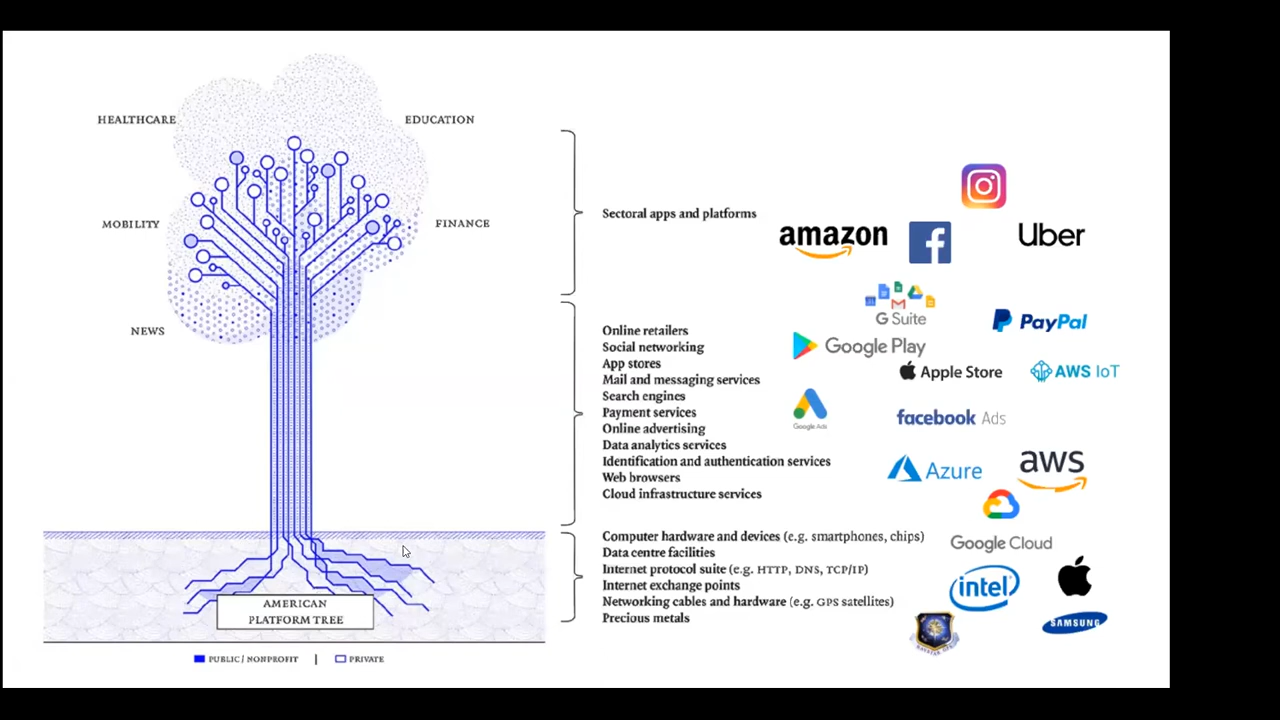 HEALTHCARE
EDUCATION
MOBILITY
FINANCE
NEWS
AMERICAN
PLATFORM TREE
PUBLIC / NONPROFIT | PRIVATE
Sectoral apps and platforms
Online retailers
Social networking
App stores
Mail and messaging services
Search engines
Payment services
Online advertising
Data analytics services
Identification and authentication services
Web browsers
Cloud infrastructure services
Computer hardware and devices (e.g. smartphones, chips)
Data centre facilities
Internet protocol suite (e.g. HTTP, DNS, TCP/IP)
Internet exchange points
Networking cables and hardware (e.g. GPS satellites)
Precious metals
amazon
Uber
G Suite
PayPal
Google Play
Apple Store
AWS IoT
Google Ads
facebook Ads
Azure
aws
Google Cloud
intel
SAMSUNG